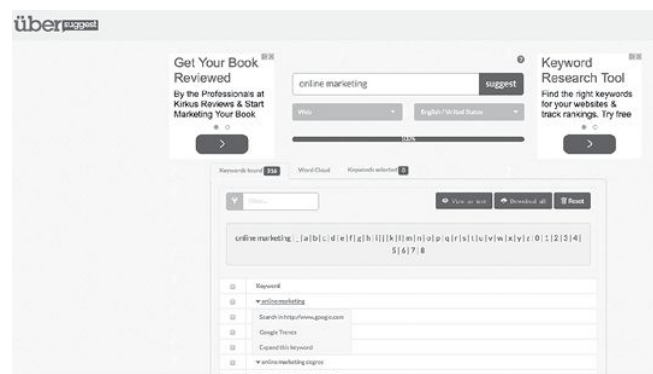 über suggest
Get Your Book
Reviewed
By the Professionals at
Kirkus Reviews & Start
Marketing Your Book
online marketing
suggest
Web
English / United States
100%
Keyword
Research Tool
Find the right keywords
for your websites &
track rankings. Try free
Keywords found 316 Word Cloud Keywords selected 0
Filter...
View as text
Download all
Reset
online marketing | _ | a | b | c | d | e | f | g | h | i | j | k | l | m | n | o | p | q | r | s | t | u | v | w | x | y | z | 0 | 1 | 2 | 3 | 4 |
5 | 6 | 7 | 8
Keyword
online marketing
Search in http://www.google.com
Google Trends
Expand this keyword
online marketing degree